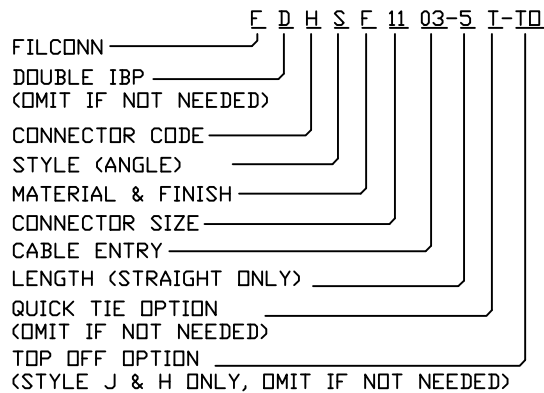 F D H S F 11 03-5 T-TO
FILCONN
DOUBLE IBP
(OMIT IF NOT NEEDED)
CONNECTOR CODE
STYLE (ANGLE)
MATERIAL & FINISH
CONNECTOR SIZE
CABLE ENTRY
LENGTH (STRAIGHT ONLY)
QUICK TIE OPTION
(OMIT IF NOT NEEDED)
TOP OFF OPTION
(STYLE J & H ONLY, OMIT IF NOT NEEDED)